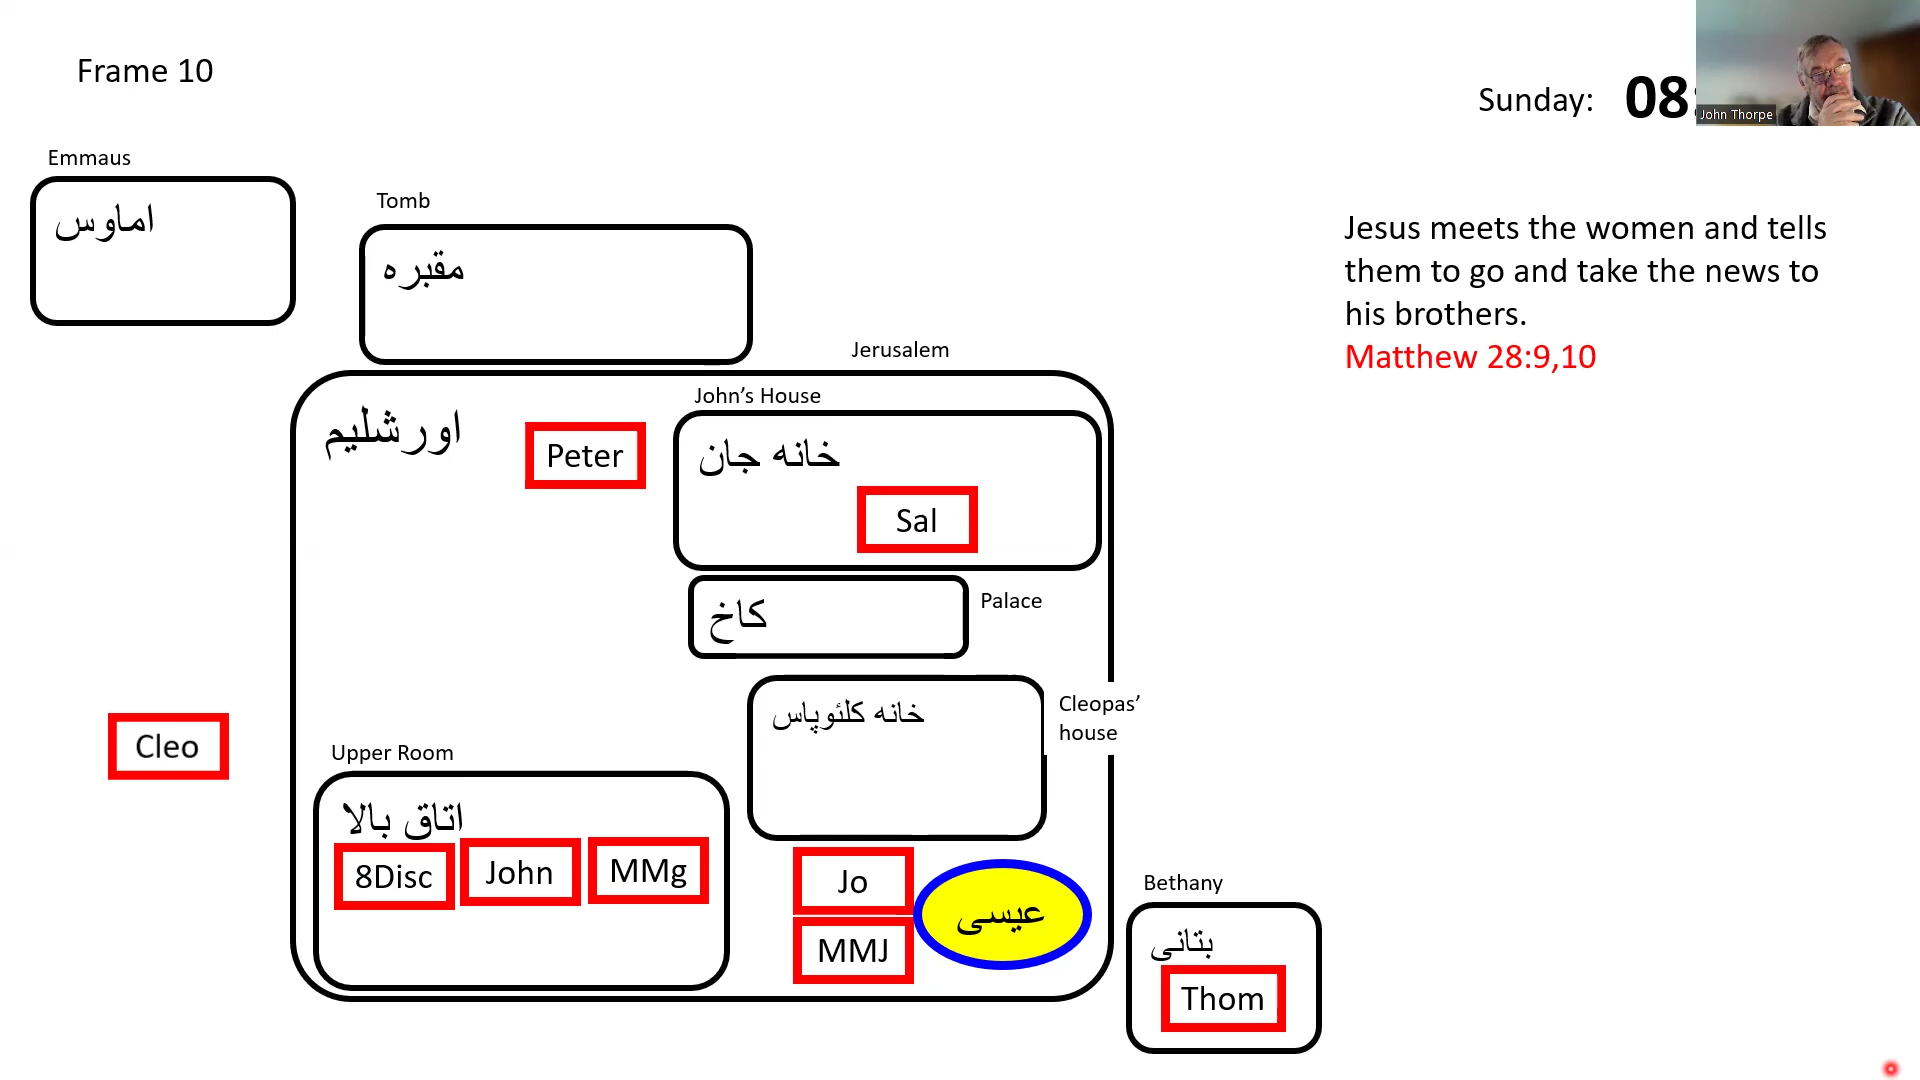 Frame 10
Sunday: 08:
John Thorpe
Emmaus
اماوس
Tomb
مقبره
Jesus meets the women and tells
them to go and take the news to
his brothers.
Matthew 28:9,10
Jerusalem
اورشلیم
Peter
John’s House
خانه جان
Sal
کاخ
Palace
خانه کلئوپاس
Cleopas’
house
Cleo
Upper Room
اتاق بالا
8Disc
John
MMg
Jo
MMJ
عیسی
Bethany
بتانی
Thom